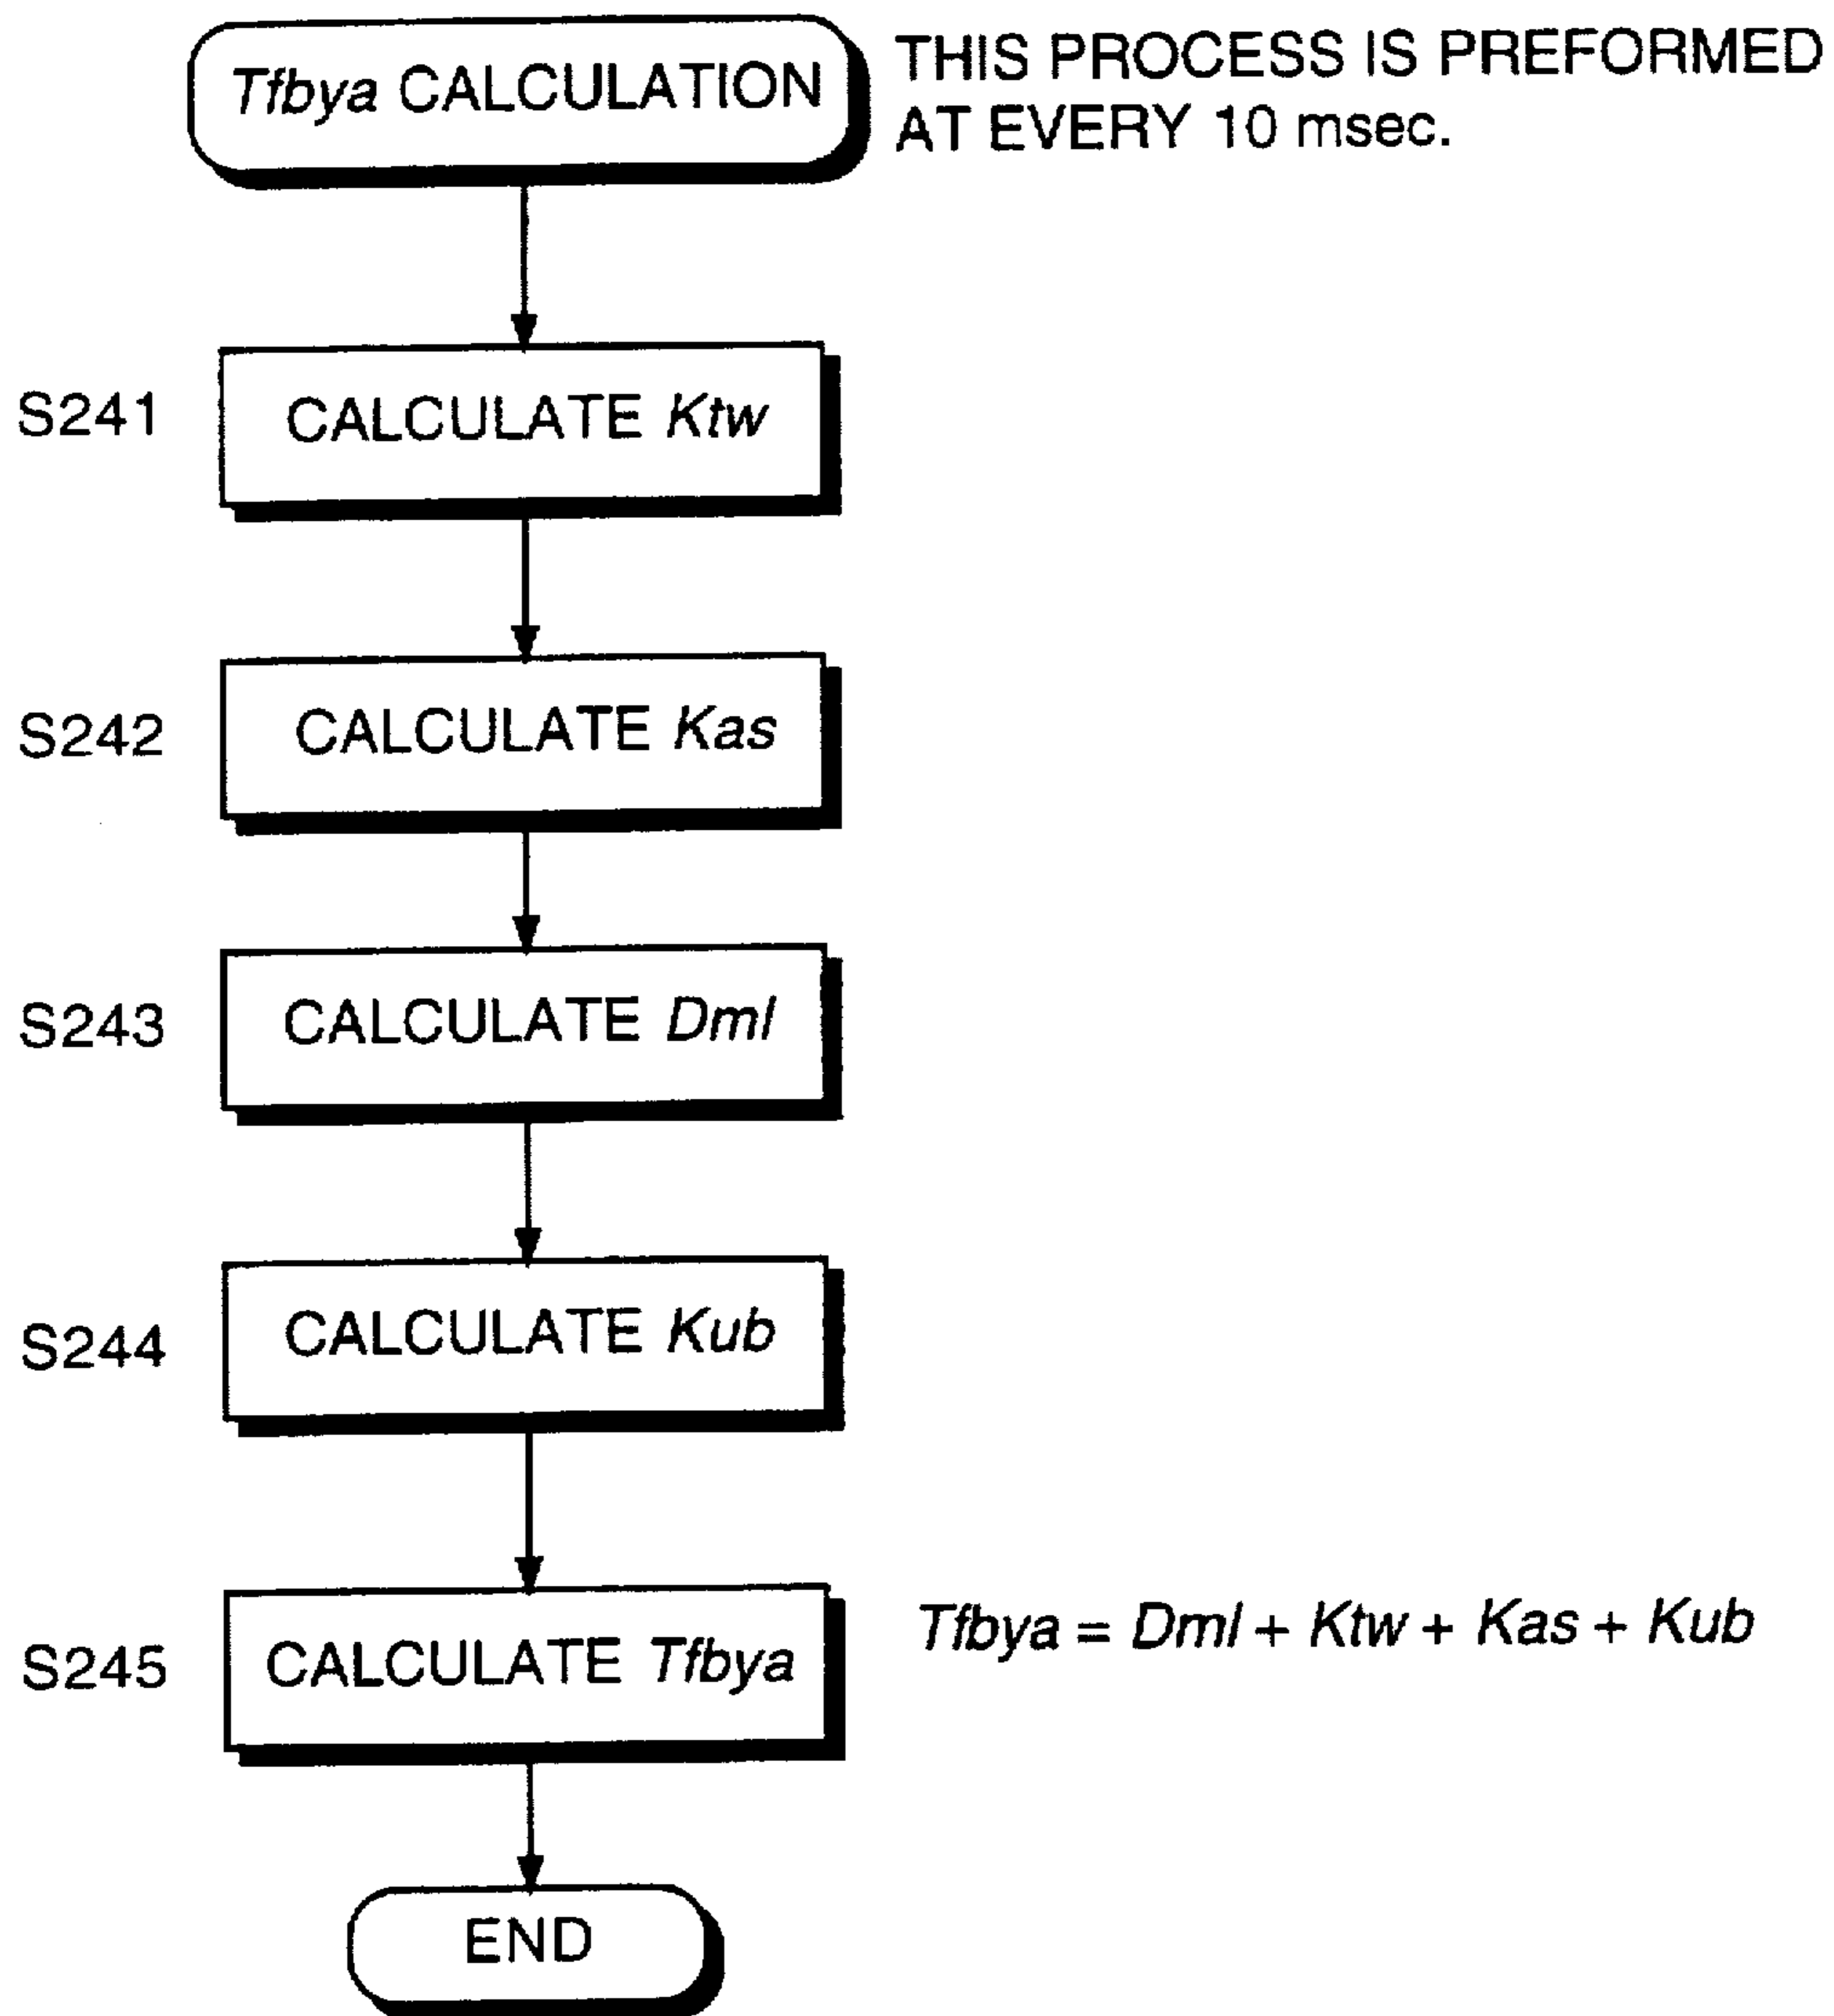 Tfbya CALCULATION
THIS PROCESS IS PREFORMED
AT EVERY 10 msec.
S241
CALCULATE Ktw
S242
CALCULATE Kas
S243
CALCULATE Dml
S244
CALCULATE Kub
S245
CALCULATE Tfbya
Tfbya = Dml + Ktw + Kas + Kub
END